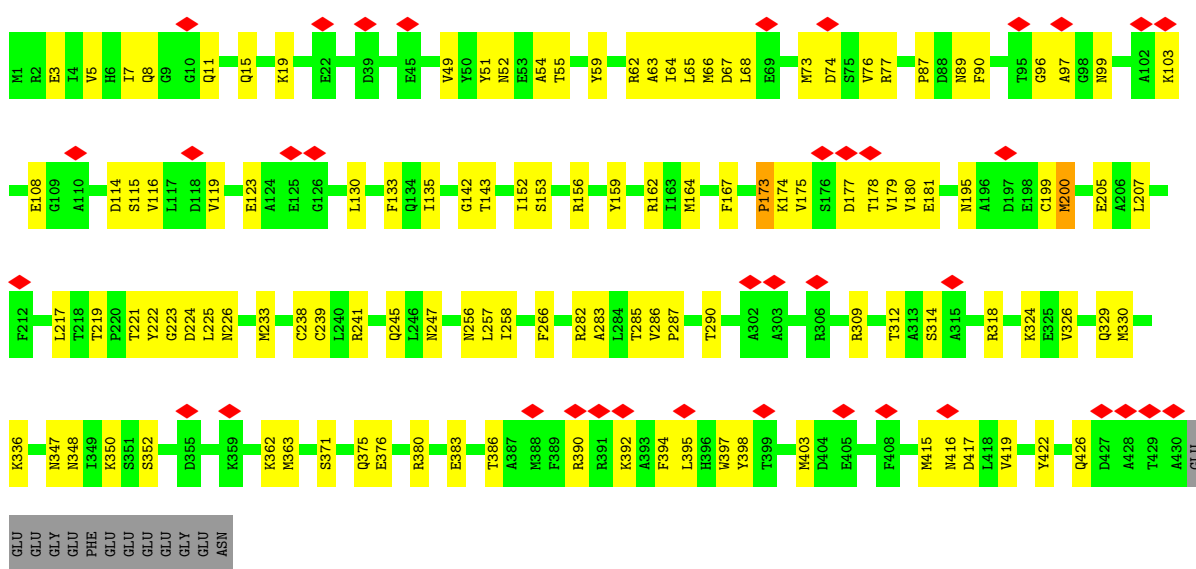 M1 R2 E3 I4 V5 H6 I7 Q8 G9 G10 Q11 Q15 K19 E22 D39 E45 V49 Y50 Y51 N52 E53 A54 T55 Y59 R62 A63 I64 L65 M66 D67 L68 E69 M73 D74 S75 V76 R77 P87 D88 N89 F90 T95 G96 A97 G98 N99 A102 K103
E108 G109 A110 D114 S115 V116 L117 D118 V119 E123 A124 E125 G126 L130 F133 Q134 I135 G142 T143 I152 S153 R156 Y159 R162 I163 M164 F167 P173 K174 V175 S176 D177 T178 V179 V180 E181 N195 A196 D197 E198 C199 M200 E205 A206 L207
F212 L217 T218 T219 P220 T221 Y222 G223 D224 L225 N226 M233 C238 C239 L240 R241 Q245 L246 N247 N256 L257 I258 F266 R282 A283 L284 T285 V286 P287 T290 A302 A303 R306 R309 T312 A313 S314 A315 R318 K324 E325 V326 Q329 M330
K336 N347 N348 I349 K350 S351 S352 D355 K359 K362 M363 S371 Q375 E376 R380 E383 T386 A387 M388 F389 R390 R391 K392 A393 F394 L395 H396 W397 Y398 T399 M403 D404 E405 F408 M415 N416 D417 L418 V419 Y422 Q426 D427 A428 T429 A430 GLU
GLU GLU GLY GLU PHE GLU GLU GLU GLU GLY GLU ASN